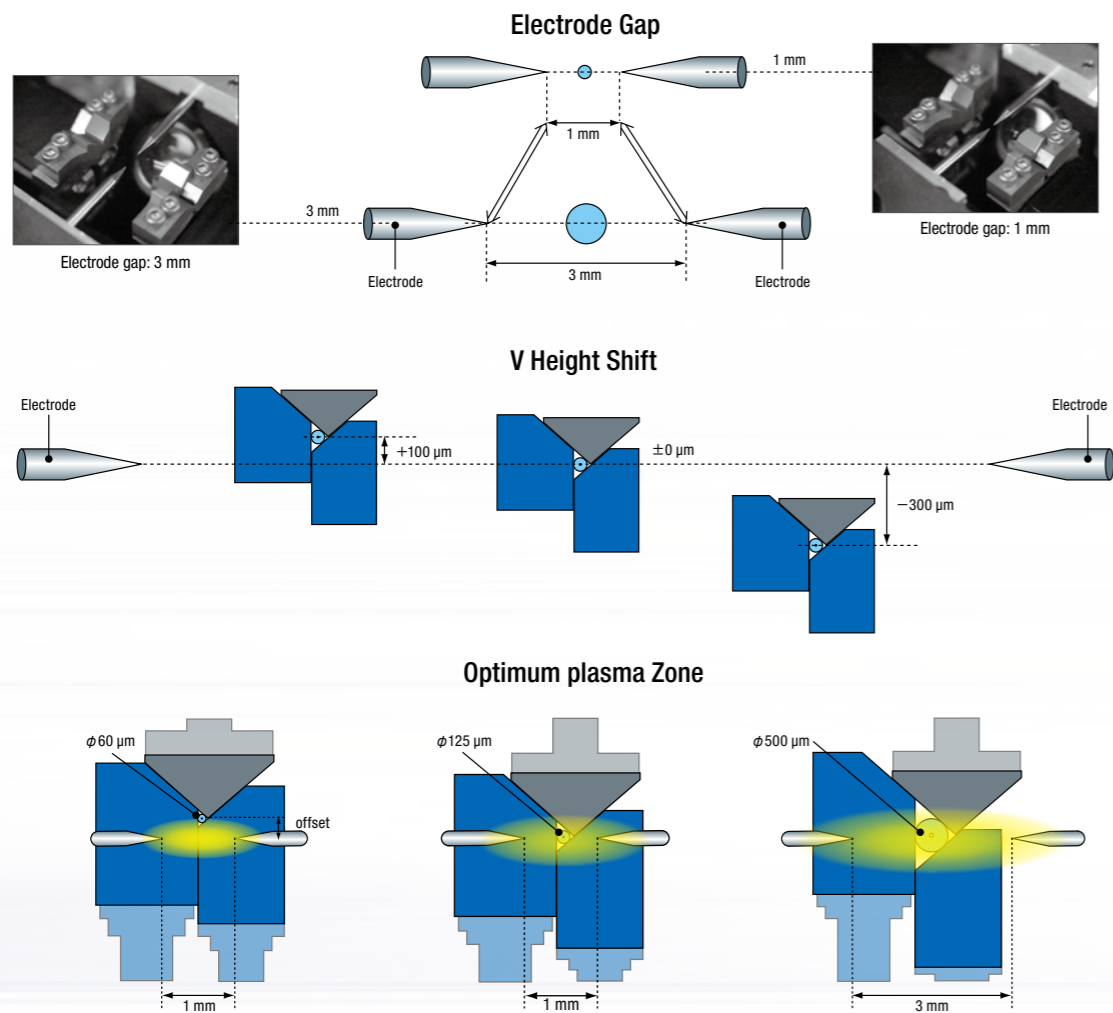 Electrode Gap
1 mm
1 mm
3 mm
Electrode gap: 3 mm
Electrode gap: 1 mm
Electrode
3 mm
Electrode
V Height Shift
Electrode
Electrode
+100 µm
±0 µm
−300 µm
Optimum plasma Zone
φ60 µm
φ125 µm
φ500 µm
offset
1 mm
1 mm
3 mm